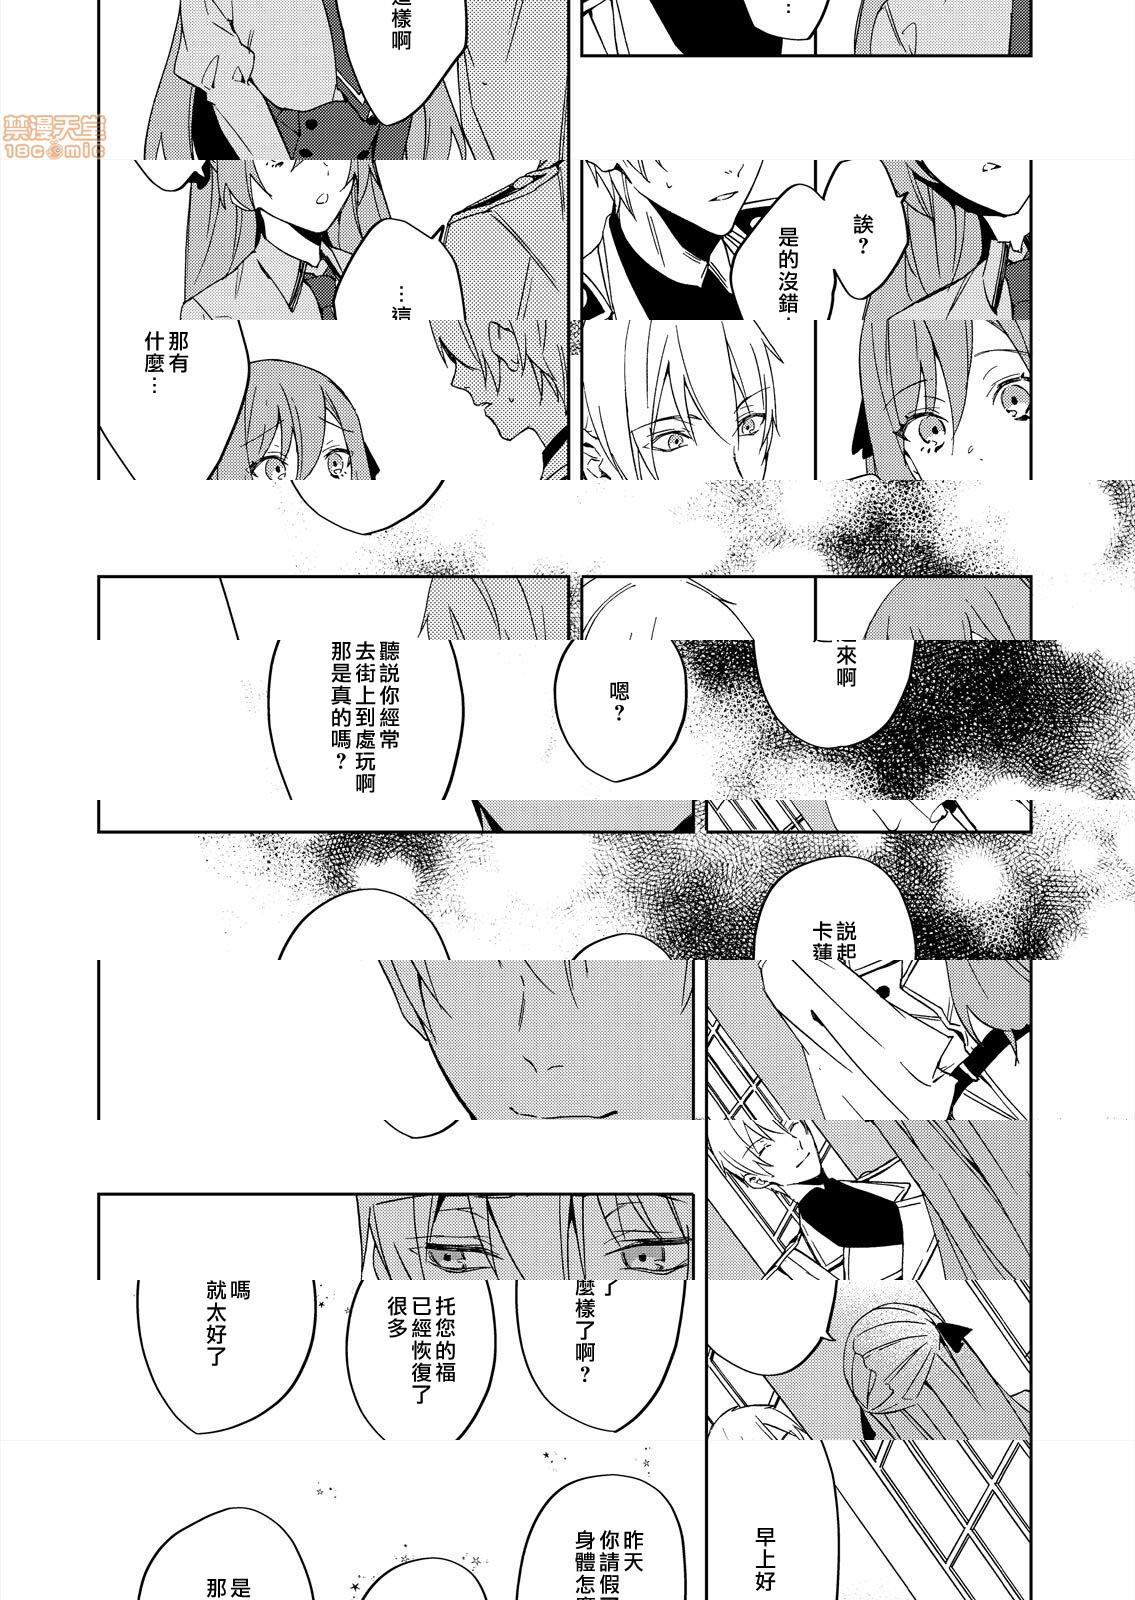 早上好
昨天
你請假了
身體怎麼樣了啊?
托您的福
已經恢復了
很多
是嗎
那就太好了
說起來啊
卡蓮
嗯?
聽說你經常
去街上到處玩啊
那是真的嗎?
誒?
是的沒錯…
那有
什麼…
…這樣啊
禁漫天堂
18comic